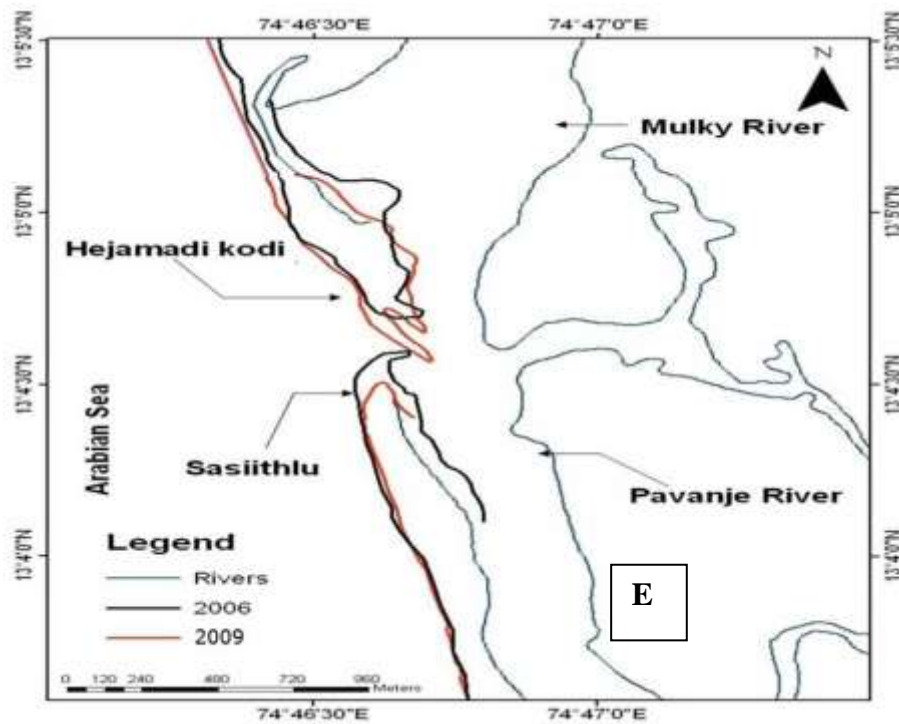 74°46'30"E
74°47'0"E
13°5'30"N
13°5'30"N
N
Mulky River
13°5'0"N
13°5'0"N
Hejamadi kodi
13°4'30"N
13°4'30"N
Arabian Sea
Sasiithlu
Pavanje River
Legend
Rivers
2006
2009
13°4'0"N
13°4'0"N
E
0 120 240 480 720 960
Meters
74°46'30"E
74°47'0"E